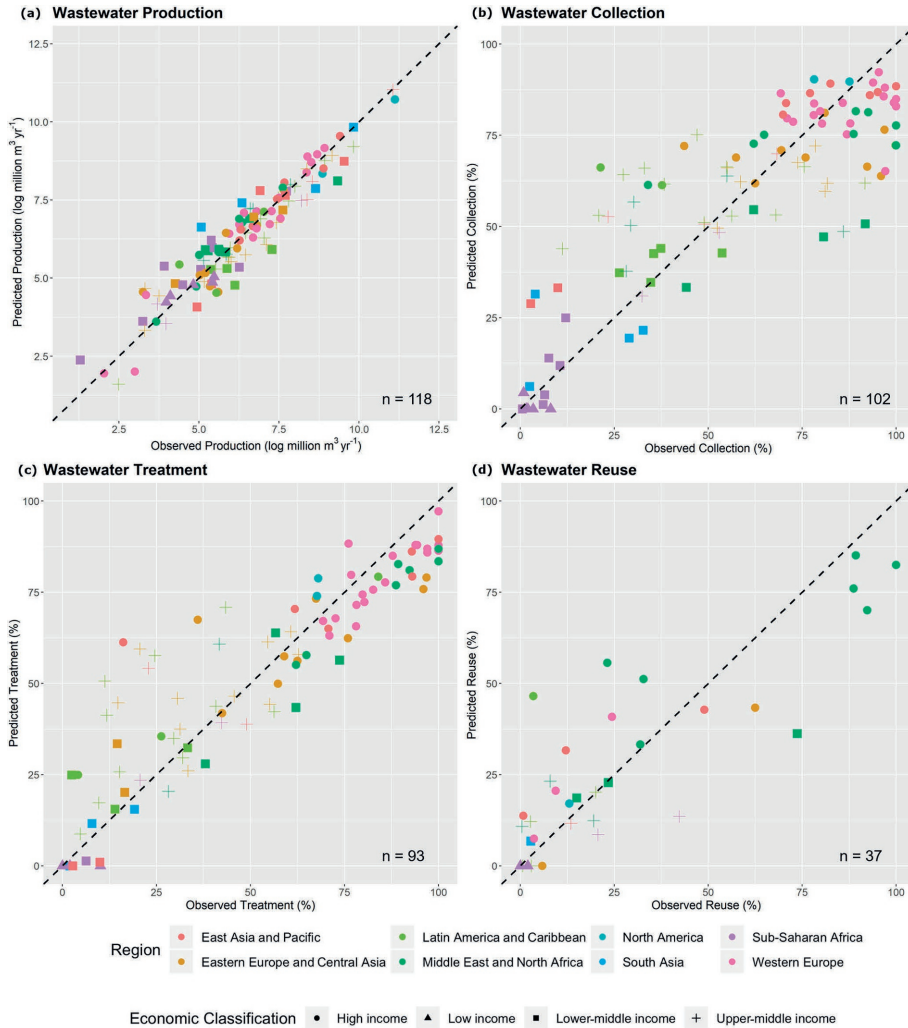 (a) Wastewater Production
12.5
10.0
7.5
5.0
2.5
Predicted Production (log million m³ yr⁻¹)
n = 118
2.5 5.0 7.5 10.0 12.5
Observed Production (log million m³ yr⁻¹)
(b) Wastewater Collection
100
75
50
25
0
Predicted Collection (%)
n = 102
0 25 50 75 100
Observed Collection (%)
(c) Wastewater Treatment
100
75
50
25
0
Predicted Treatment (%)
n = 93
0 25 50 75 100
Observed Treatment (%)
(d) Wastewater Reuse
100
75
50
25
0
Predicted Reuse (%)
n = 37
0 25 50 75 100
Observed Reuse (%)
Region
East Asia and Pacific Latin America and Caribbean North America Sub-Saharan Africa
Eastern Europe and Central Asia Middle East and North Africa South Asia Western Europe
Economic Classification High income Low income Lower-middle income Upper-middle income